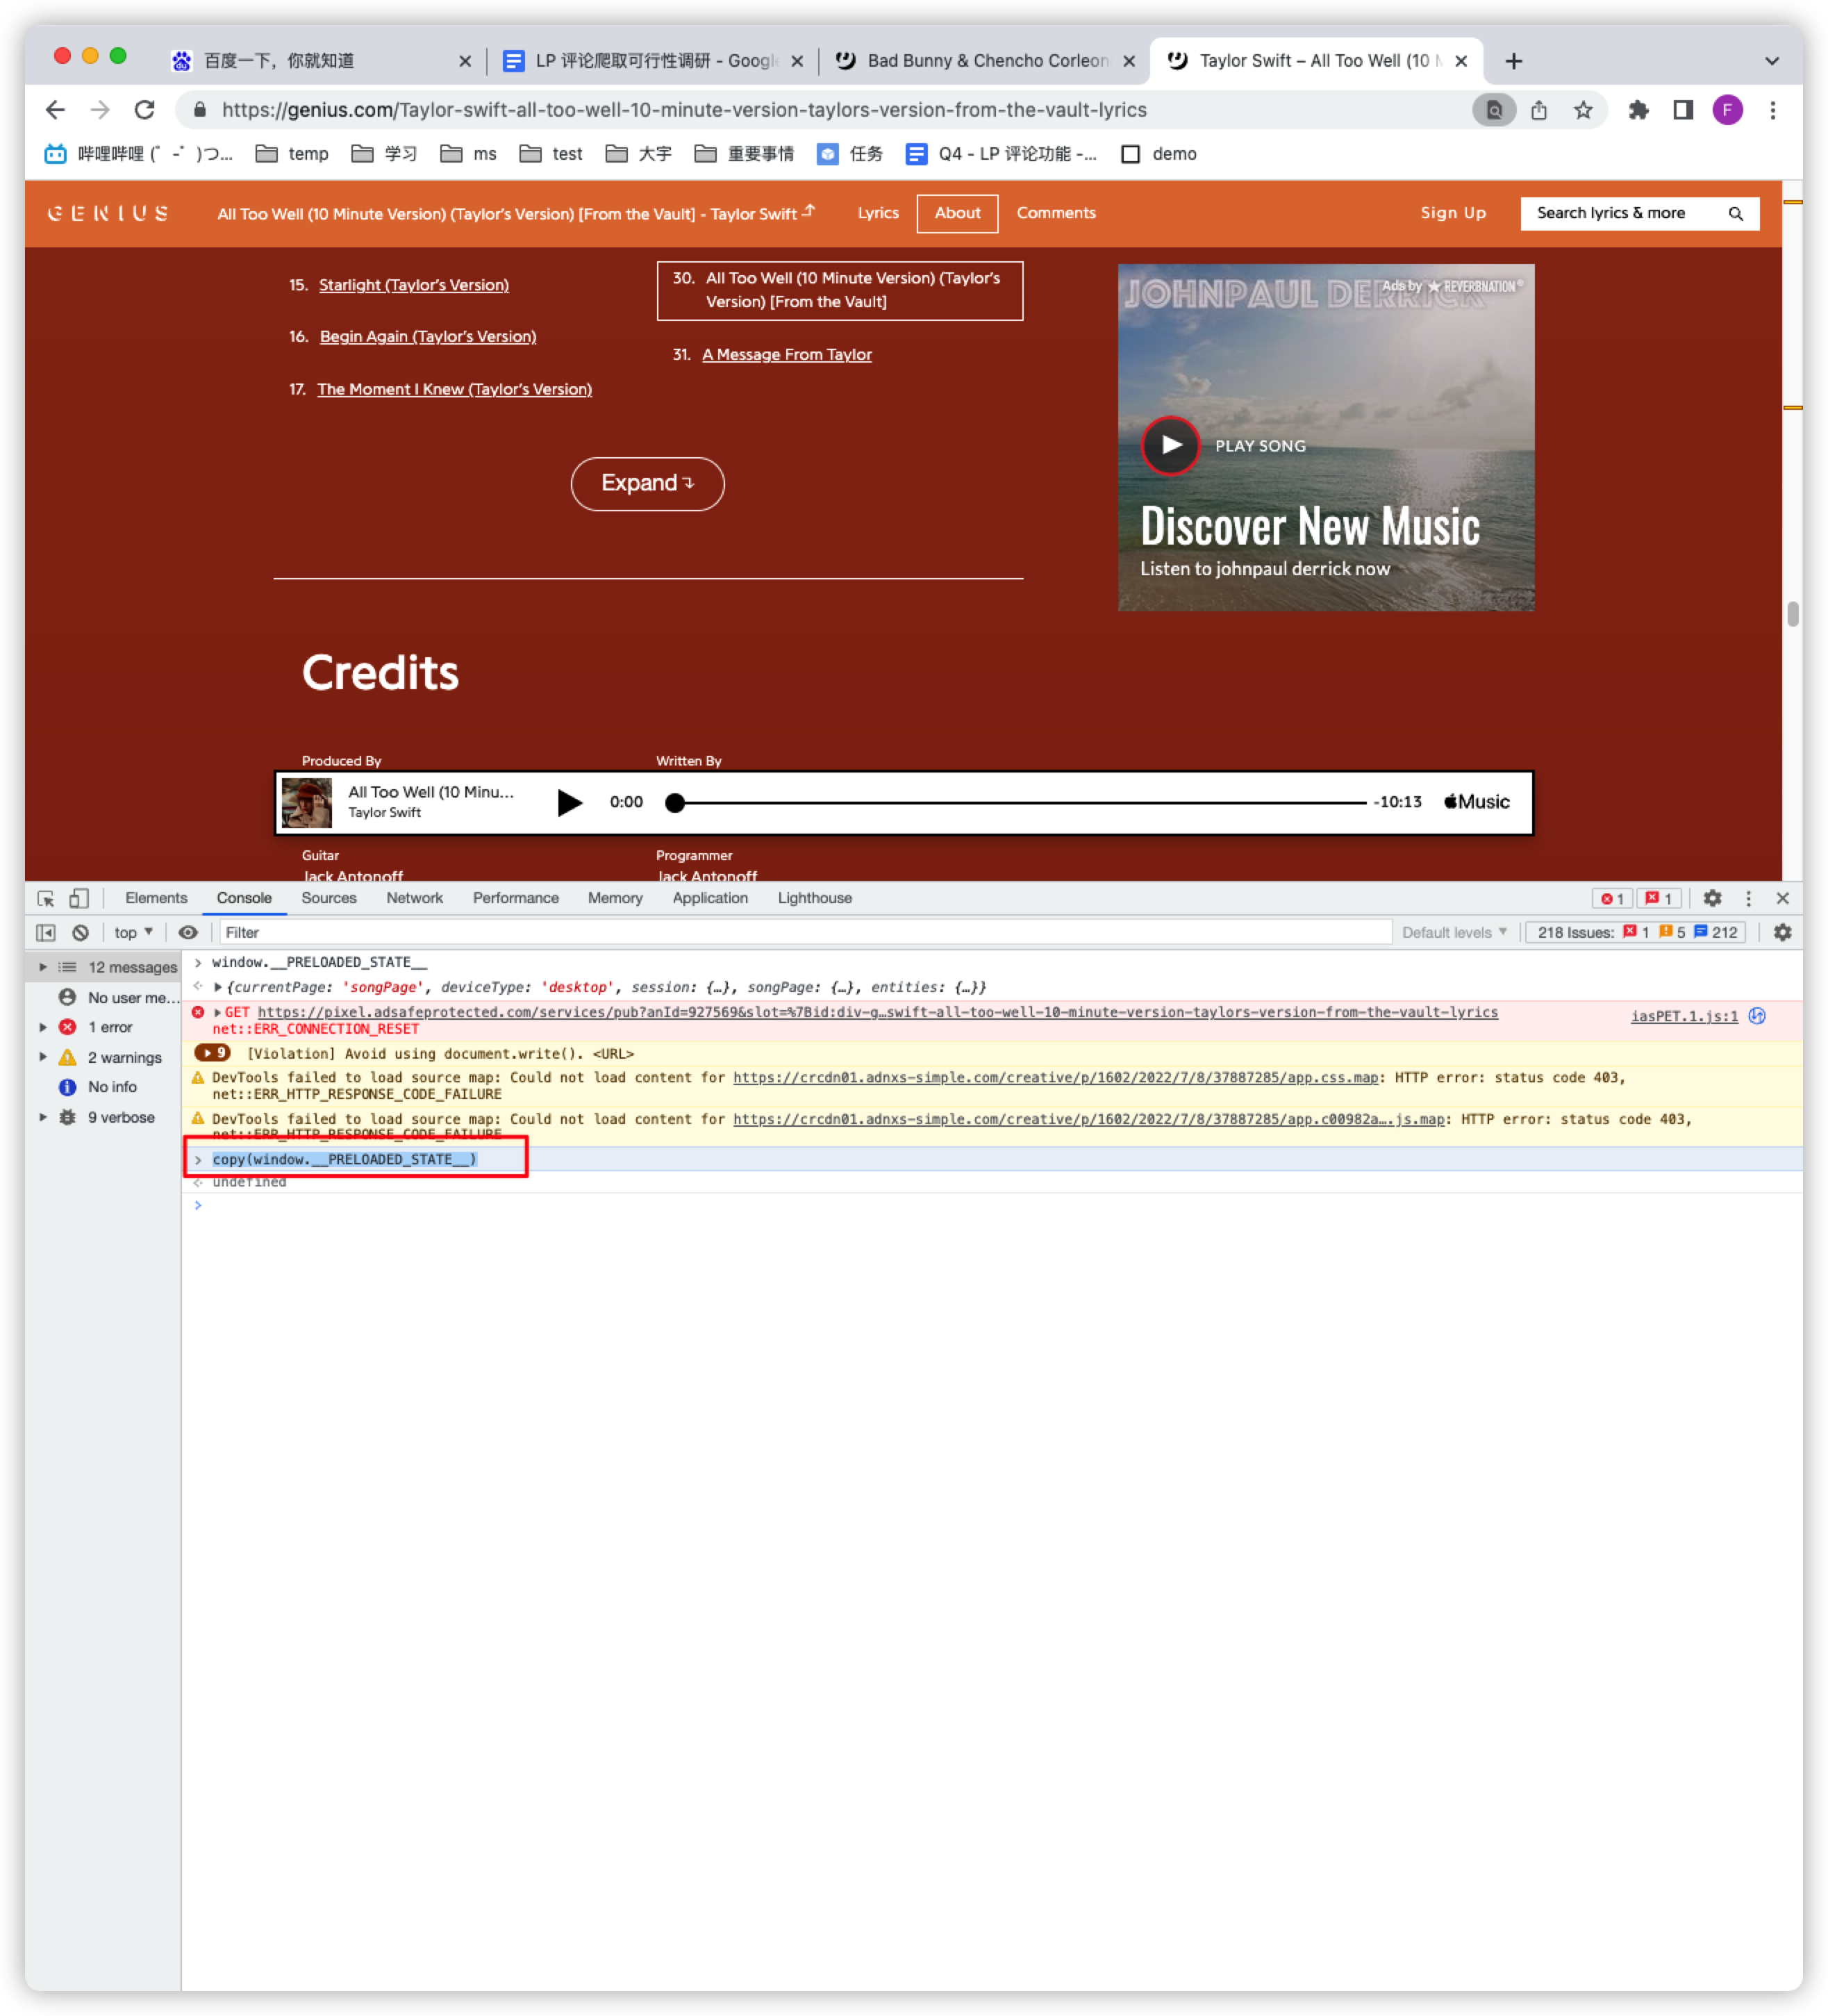 百度一下，你就知道
LP 评论爬取可行性调研 - Googl
Bad Bunny & Chencho Corleon
Taylor Swift – All Too Well (10 M
https://genius.com/Taylor-swift-all-too-well-10-minute-version-taylors-version-from-the-vault-lyrics
F
哔哩哔哩 (゜-゜)つ...
temp
学习
ms
test
大宇
重要事情
任务
Q4 - LP 评论功能 -...
demo
GENIUS
All Too Well (10 Minute Version) (Taylor’s Version) [From the Vault] - Taylor Swift
Lyrics
About
Comments
Sign Up
Search lyrics & more
15. Starlight (Taylor’s Version)
16. Begin Again (Taylor’s Version)
17. The Moment I Knew (Taylor’s Version)
30. All Too Well (10 Minute Version) (Taylor’s
Version) [From the Vault]
31. A Message From Taylor
JOHNPAUL DERRICK
Ads by ★ REVERBNATION
PLAY SONG
Discover New Music
Listen to johnpaul derrick now
Expand
Credits
Produced By
Written By
All Too Well (10 Minu...
Taylor Swift
0:00
-10:13
Music
Guitar
Jack Antonoff
Programmer
Jack Antonoff
Elements
Console
Sources
Network
Performance
Memory
Application
Lighthouse
1
1
top
Filter
Default levels
218 Issues: 1 5 212
12 messages
No user me...
1 error
2 warnings
No info
9 verbose
> window.__PRELOADED_STATE__
{currentPage: 'songPage', deviceType: 'desktop', session: {…}, songPage: {…}, entities: {…}}
GET https://pixel.adsafeprotected.com/services/pub?anId=927569&slot=%7Bid:div-g…swift-all-too-well-10-minute-version-taylors-version-from-the-vault-lyrics
net::ERR_CONNECTION_RESET
iasPET.1.js:1
9 [Violation] Avoid using document.write(). <URL>
DevTools failed to load source map: Could not load content for https://crcdn01.adnxs-simple.com/creative/p/1602/2022/7/8/37887285/app.css.map: HTTP error: status code 403,
net::ERR_HTTP_RESPONSE_CODE_FAILURE
DevTools failed to load source map: Could not load content for https://crcdn01.adnxs-simple.com/creative/p/1602/2022/7/8/37887285/app.c00982a….js.map: HTTP error: status code 403,
net::ERR_HTTP_RESPONSE_CODE_FAILURE
> copy(window.__PRELOADED_STATE__)
undefined
>